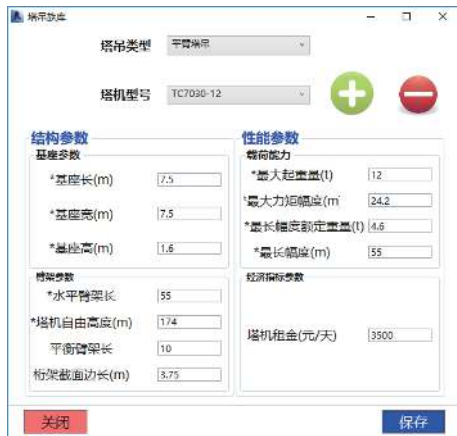 塔吊族库
塔吊类型
平臂塔吊
塔机型号
TC7030-12
结构参数
基座参数
*基座长(m)
7.5
*基座宽(m)
7.5
*基座高(m)
1.6
臂架参数
*水平臂架长
55
*塔机自由高度(m)
174
平衡臂架长
10
桁架截面边长(m)
3.75
性能参数
载荷能力
*最大起重量(t)
12
*最大力矩幅度(m
24.2
*最长幅度额定重量(t)
4.6
*最长幅度(m)
55
经济指标参数
塔机租金(元/天)
3500
关闭
保存